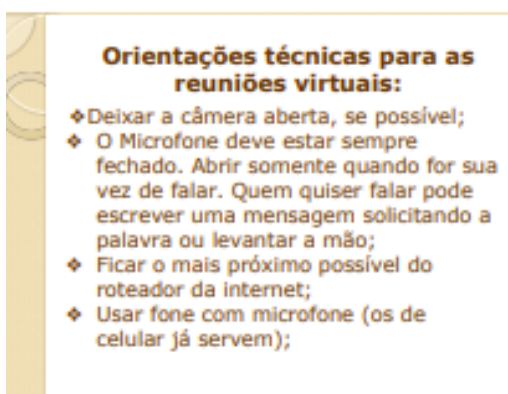 Orientações técnicas para as
reuniões virtuais:
❖Deixar a câmera aberta, se possível;
❖ O Microfone deve estar sempre
fechado. Abrir somente quando for sua
vez de falar. Quem quiser falar pode
escrever uma mensagem solicitando a
palavra ou levantar a mão;
❖ Ficar o mais próximo possível do
roteador da internet;
❖ Usar fone com microfone (os de
celular já servem);